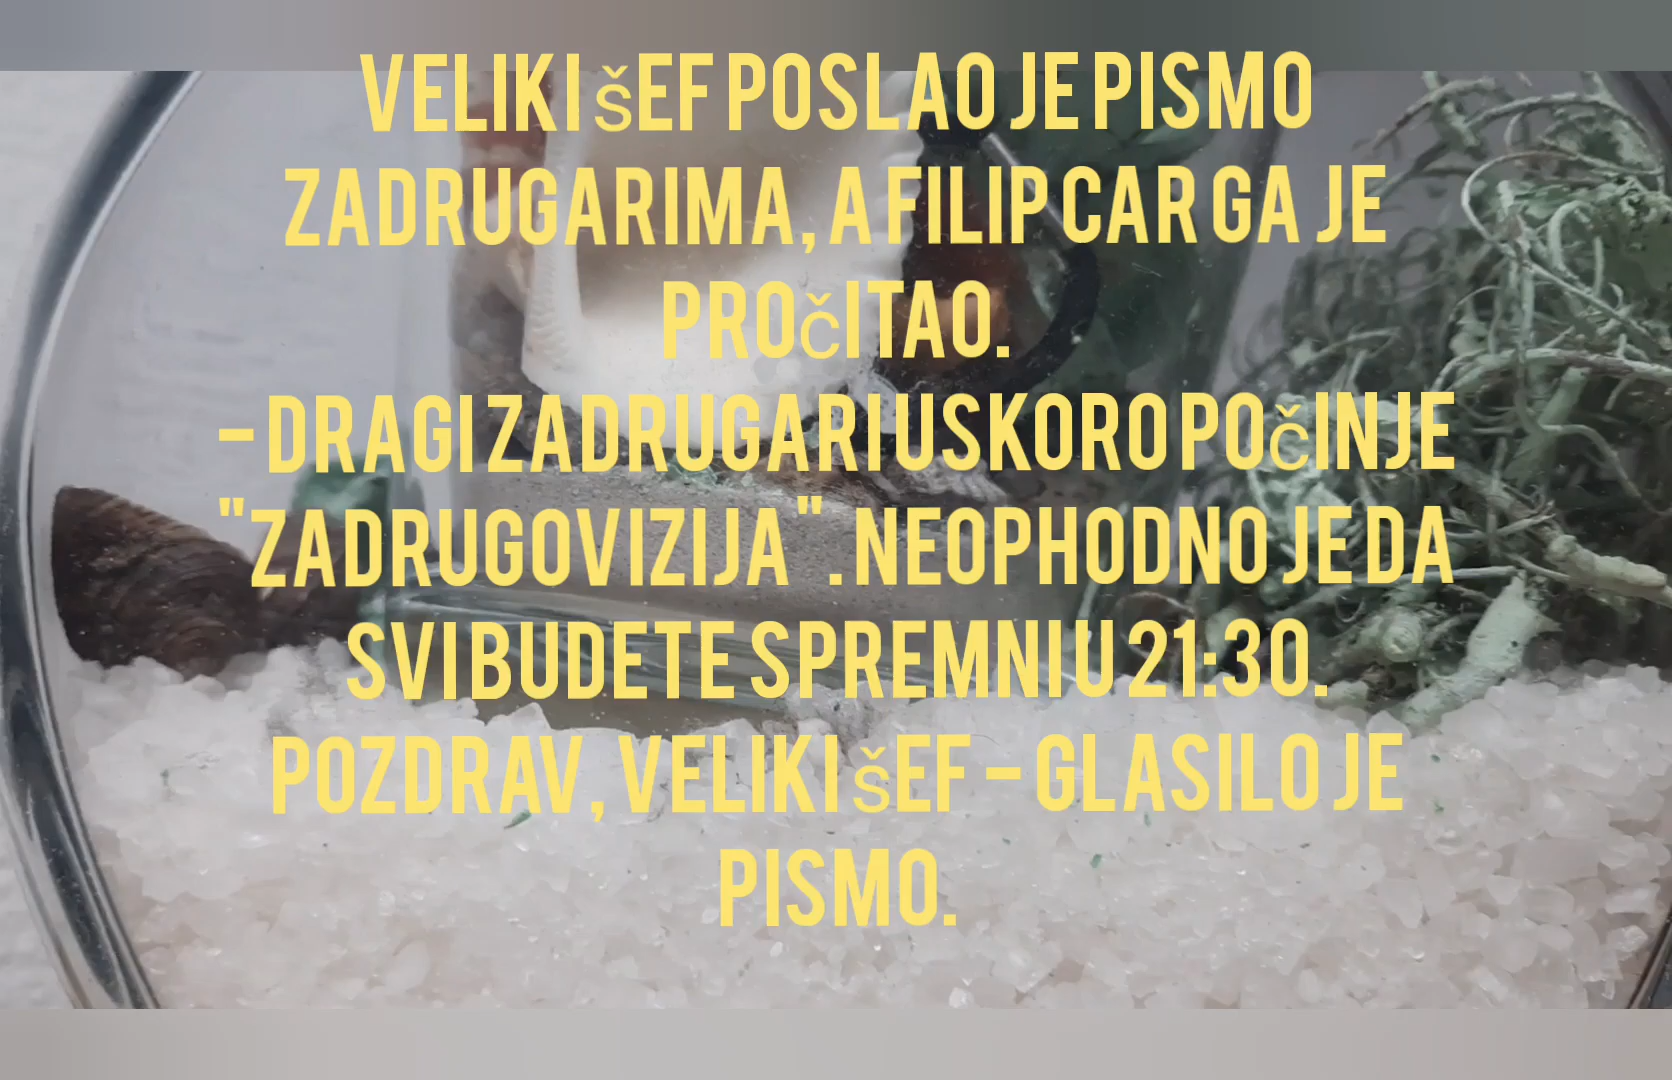 VELIKI šEF POSLAO JE PISMO
ZADRUGARIMA, A FILIP CAR GA JE
PROčITAO.
- DRAGI ZADRUGARI USKORO POčINJE
"ZADRUGOVIZIJA". NEOPHODNO JE DA
SVI BUDETE SPREMNI U 21:30.
POZDRAV, VELIKI šEF - GLASILO JE
PISMO.